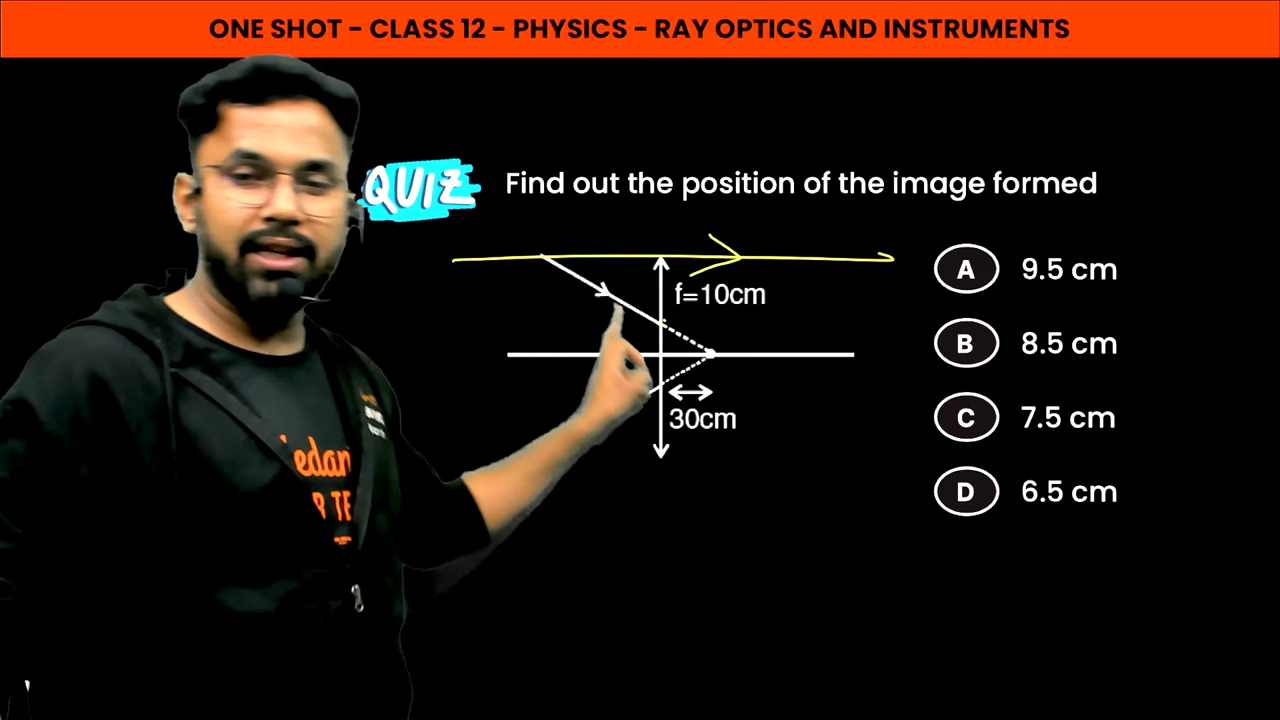 ONE SHOT - CLASS 12 - PHYSICS - RAY OPTICS AND INSTRUMENTS
QUIZ
Find out the position of the image formed
f=10cm
30cm
A 9.5 cm
B 8.5 cm
C 7.5 cm
D 6.5 cm